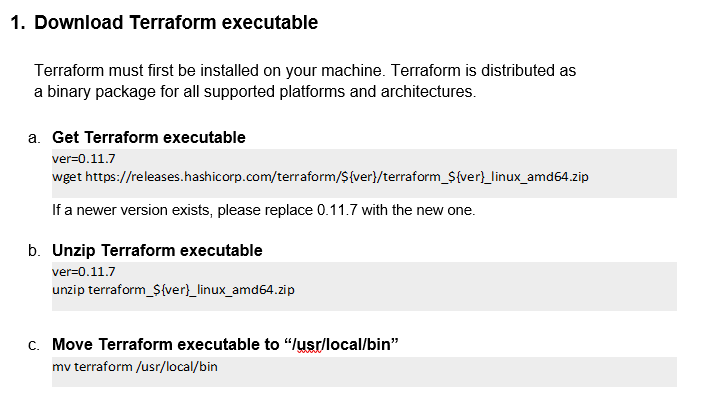 1. Download Terraform executable
Terraform must first be installed on your machine. Terraform is distributed as
a binary package for all supported platforms and architectures.
a. Get Terraform executable
ver=0.11.7
wget https://releases.hashicorp.com/terraform/${ver}/terraform_${ver}_linux_amd64.zip
If a newer version exists, please replace 0.11.7 with the new one.
b. Unzip Terraform executable
ver=0.11.7
unzip terraform_${ver}_linux_amd64.zip
c. Move Terraform executable to “/usr/local/bin”
mv terraform /usr/local/bin